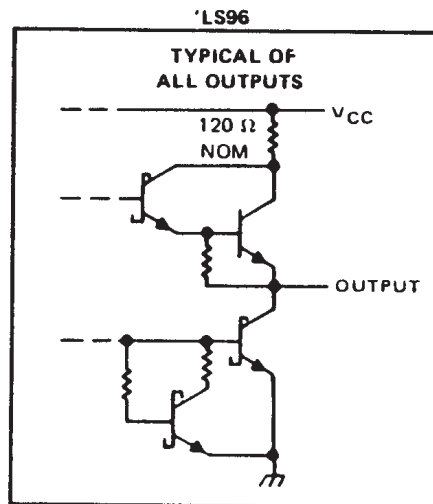 'LS96
TYPICAL OF
ALL OUTPUTS
VCC
120 Ω
NOM
OUTPUT